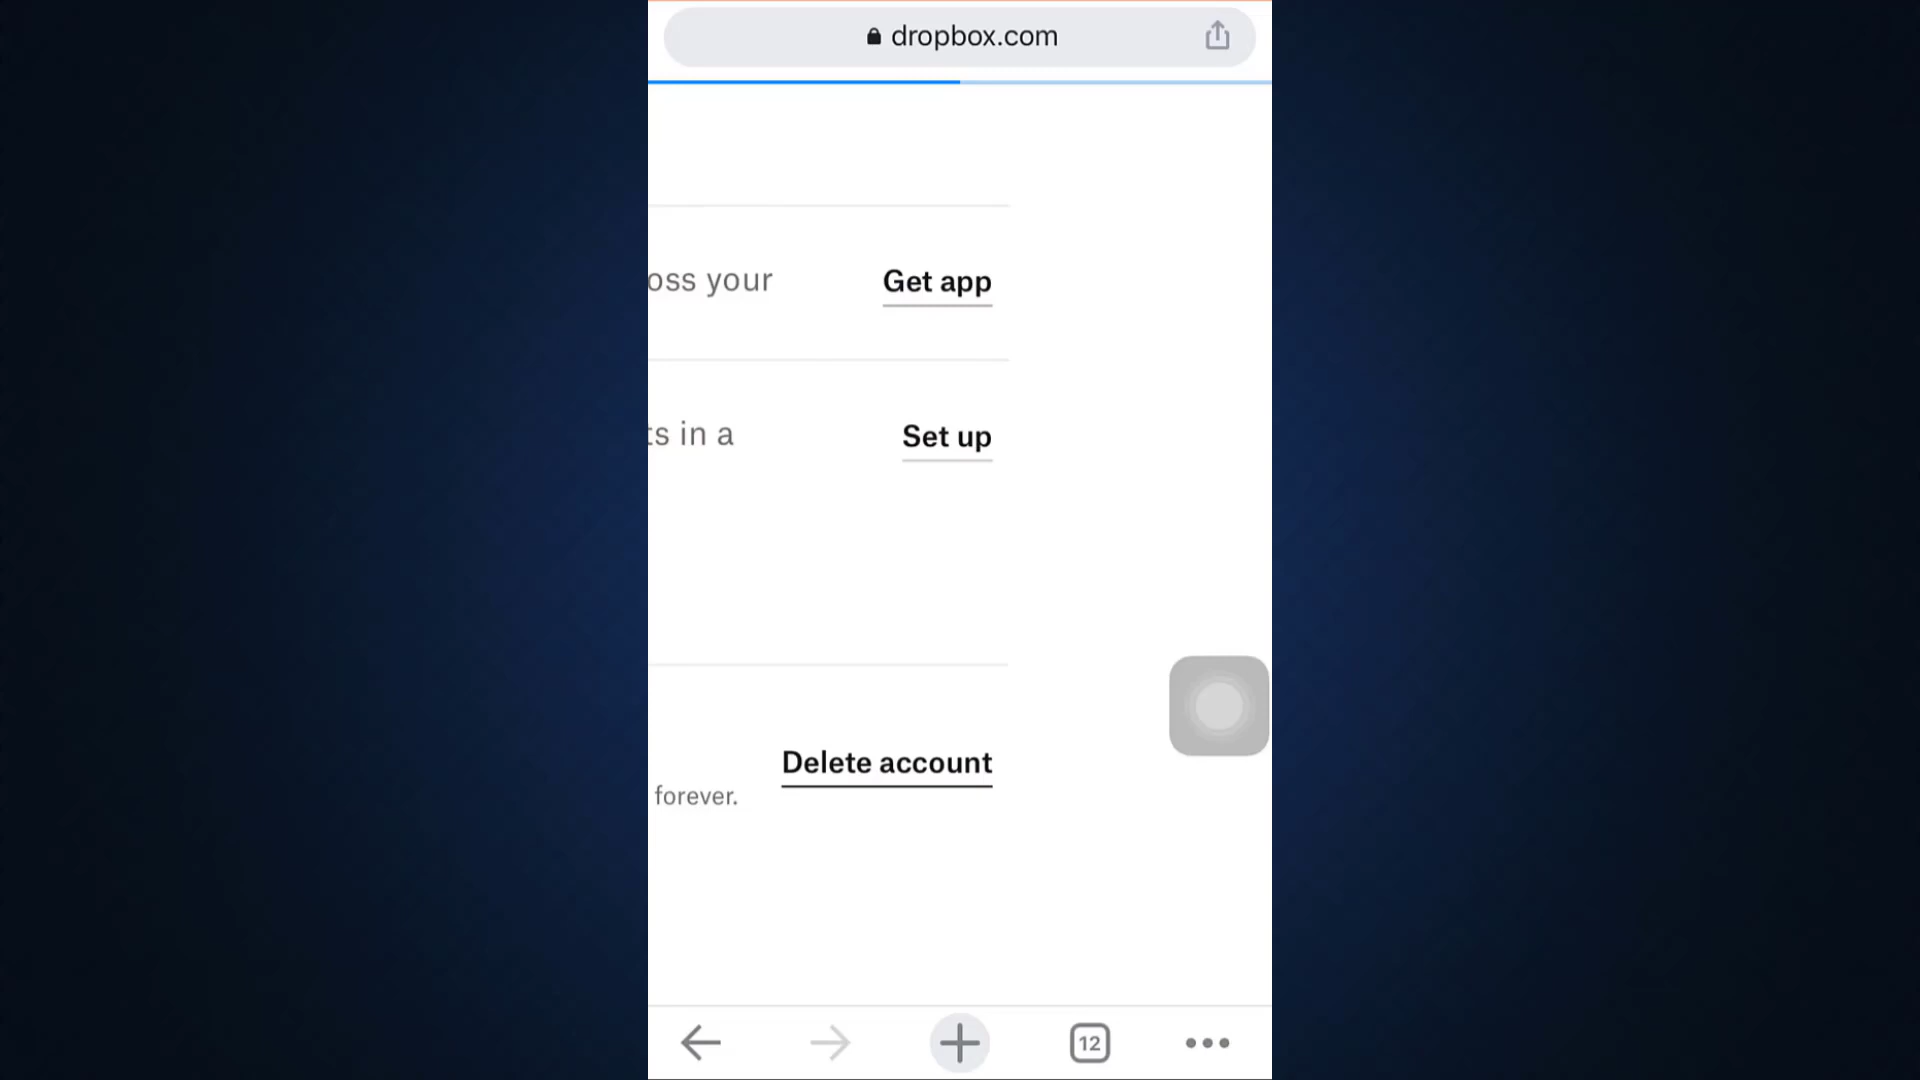 dropbox.com
oss your
Get app
ts in a
Set up
Delete account
forever.
12